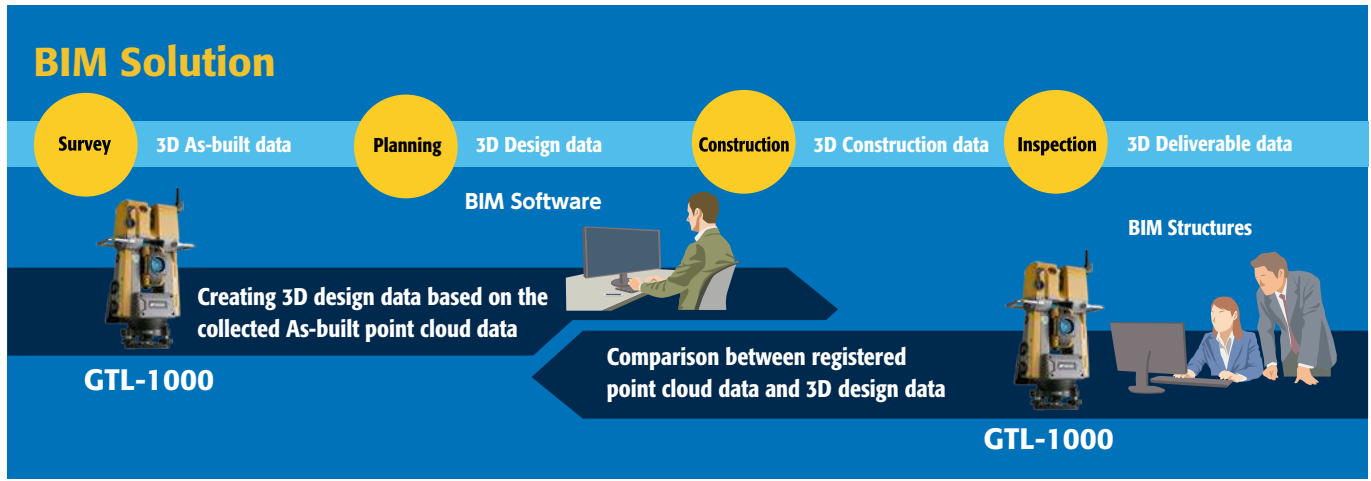 BIM Solution
Survey
3D As-built data
Planning
3D Design data
Construction
3D Construction data
Inspection
3D Deliverable data
BIM Software
BIM Structures
Creating 3D design data based on the
collected As-built point cloud data
GTL-1000
Comparison between registered
point cloud data and 3D design data
GTL-1000